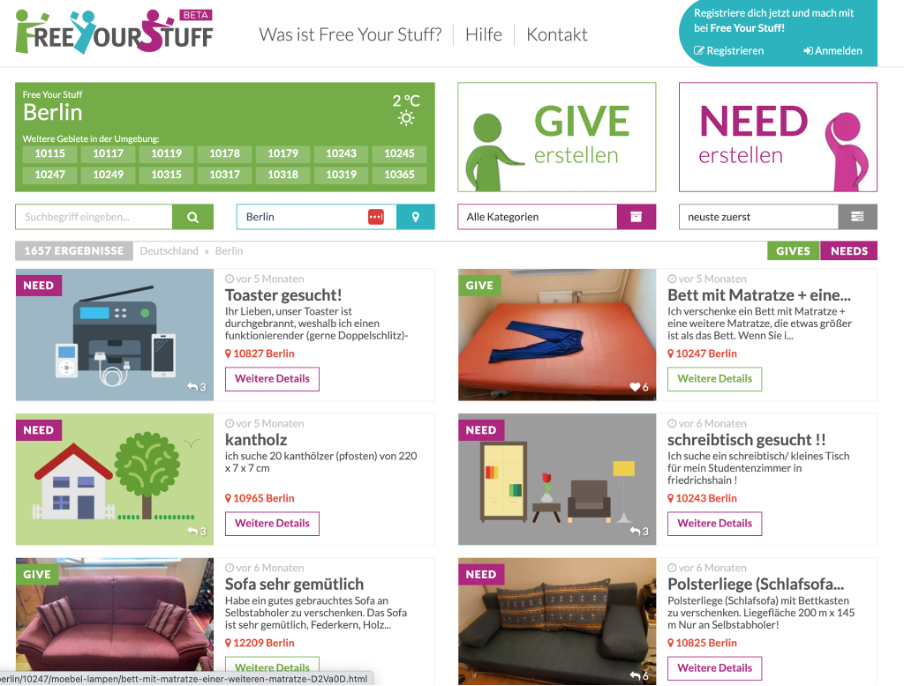 FREEYOURSTUFF BETA
Was ist Free Your Stuff? Hilfe Kontakt
Registriere dich jetzt und mach mit
bei Free Your Stuff!
Registrieren Anmelden
Free Your Stuff
Berlin
2 °C
Weitere Gebiete in der Umgebung:
10115 10117 10119 10178 10179 10243 10245
10247 10249 10315 10317 10318 10319 10365
GIVE
erstellen
NEED
erstellen
Suchbegriff eingeben...
Berlin
Alle Kategorien
neuste zuerst
1657 ERGEBNISSE Deutschland » Berlin
GIVES NEEDS
NEED
3
vor 5 Monaten
Toaster gesucht!
Ihr Lieben, unser Toaster ist
durchgebrannt, weshalb ich einen
funktionierender (gerne Doppelschlitz)-
10827 Berlin
Weitere Details
GIVE
6
vor 5 Monaten
Bett mit Matratze + eine...
Ich verschenke ein Bett mit Matratze +
eine weitere Matratze, die etwas größer
ist als das Bett. Wenn Sie i...
10247 Berlin
Weitere Details
NEED
3
vor 5 Monaten
kantholz
ich suche 20 kanthölzer (pfosten) von 220
x 7 x 7 cm
10965 Berlin
Weitere Details
NEED
3
vor 6 Monaten
schreibtisch gesucht !!
Ich suche ein schreibtisch/ kleines Tisch
für mein Studentenzimmer in
friedrichshain !
10243 Berlin
Weitere Details
GIVE
vor 6 Monaten
Sofa sehr gemütlich
Habe ein gutes gebrauchtes Sofa an
Selbstabholer zu verschenken. Das Sofa
ist sehr gemütlich, Federkern, Holz...
12209 Berlin
Weitere Details
NEED
6
vor 6 Monaten
Polsterliege (Schlafsofa...
Polsterliege (Schlafsofa) mit Bettkasten
zu verschenken. Liegefläche 200 m x 145
m Nur an Selbstabholer!
10825 Berlin
Weitere Details
erlin/10247/moebel-lampen/bett-mit-matratze-einer-weiteren-matratze-D2Va0D.html